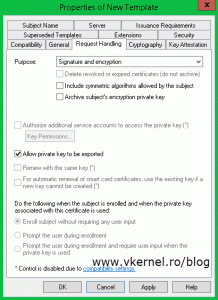 Properties of New Template
Subject Name
Server
Issuance Requirements
Superseded Templates
Extensions
Security
Compatibility
General
Request Handling
Cryptography
Key Attestation
Purpose:
Signature and encryption
Delete revoked or expired certificates (do not archive)
Include symmetric algorithms allowed by the subject
Archive subject's encryption private key
Authorize additional service accounts to access the private key (*)
Key Permissions...
Allow private key to be exported
Renew with the same key (*)
For automatic renewal of smart card certificates, use the existing key if a
new key cannot be created (*)
Do the following when the subject is enrolled and when the private key
associated with this certificate is used:
Enroll subject without requiring any user input
Prompt the user during enrollment
Prompt the user during enrollment and require user input when the
private key is used
www.vkernel.ro/blog
* Control is disabled due to compatibility settings.
OK
Cancel
Apply
Help